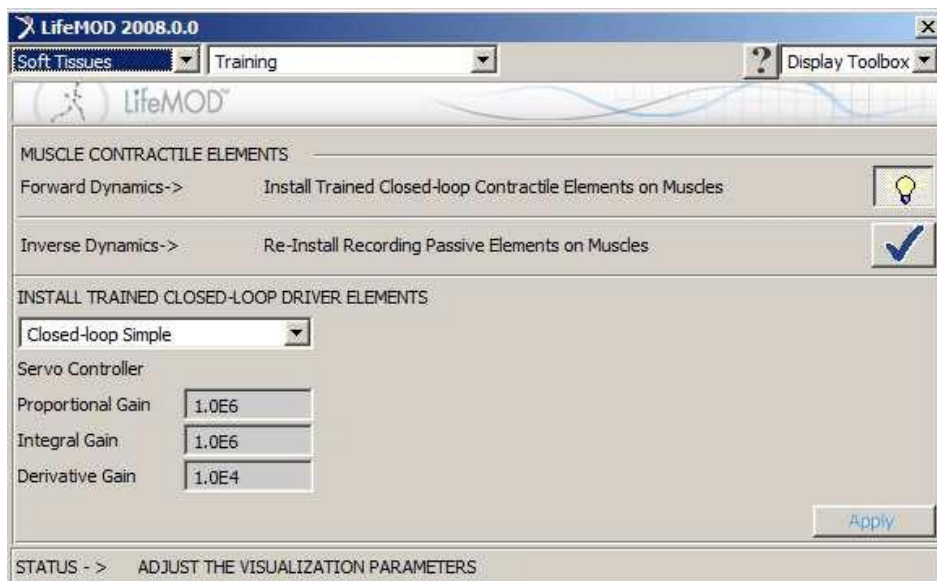 LifeMOD 2008.0.0
Soft Tissues Training ? Display Toolbox
LifeMOD™
MUSCLE CONTRACTILE ELEMENTS
Forward Dynamics-> Install Trained Closed-loop Contractile Elements on Muscles
Inverse Dynamics-> Re-Install Recording Passive Elements on Muscles
INSTALL TRAINED CLOSED-LOOP DRIVER ELEMENTS
Closed-loop Simple
Servo Controller
Proportional Gain 1.0E6
Integral Gain 1.0E6
Derivative Gain 1.0E4
Apply
STATUS - > ADJUST THE VISUALIZATION PARAMETERS